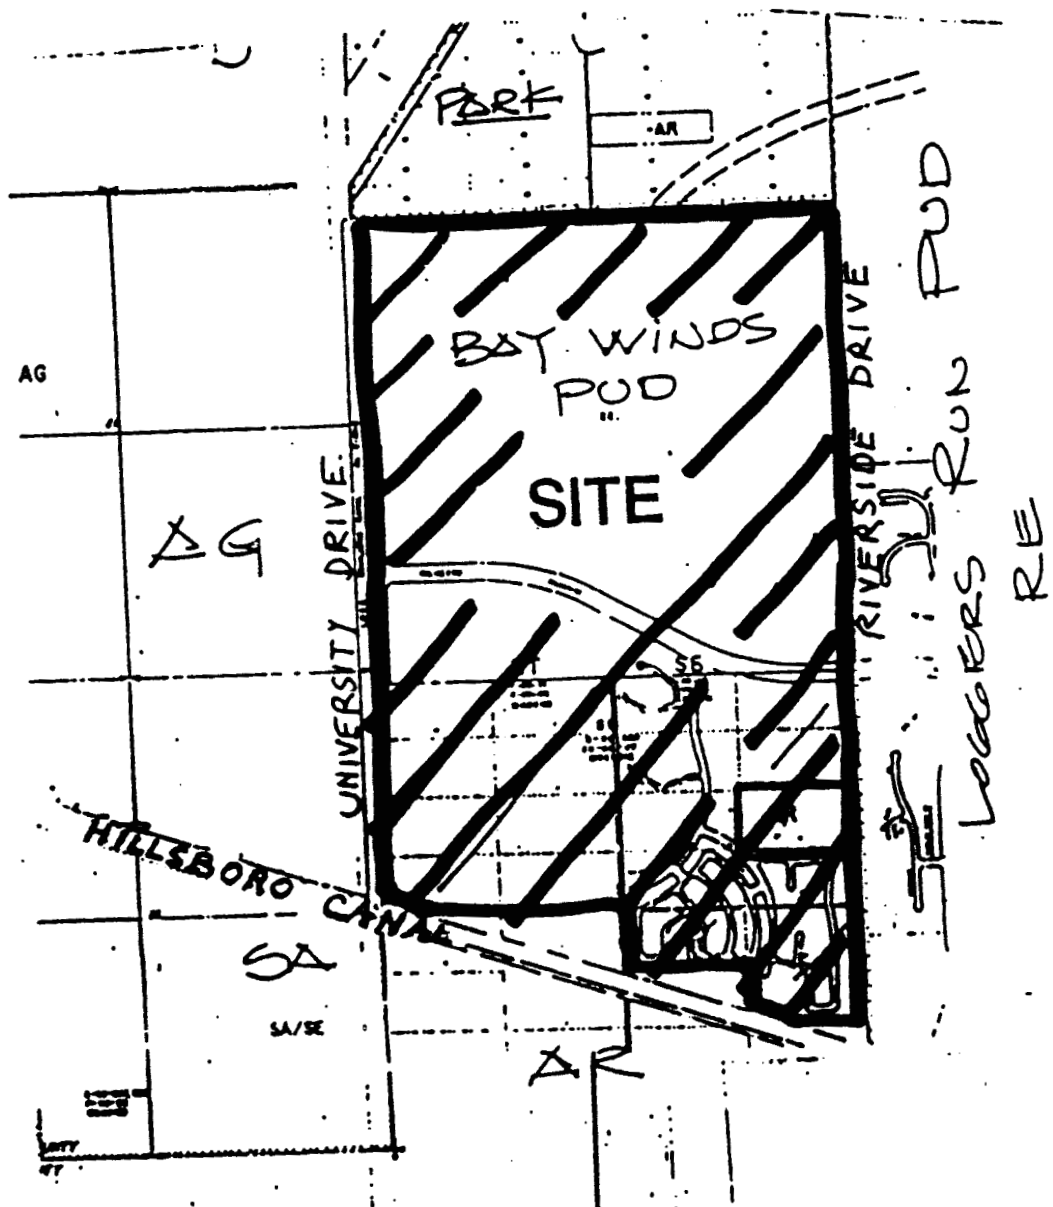 PARK
AR
PUD
BAY WINDS
PUD
AG
SITE
RIVERSIDE DRIVE
LOGGERS RUN
RE
AG
UNIVERSITY DRIVE.
SE
HILLSBORO CANAL
SA
SA/SE
AR